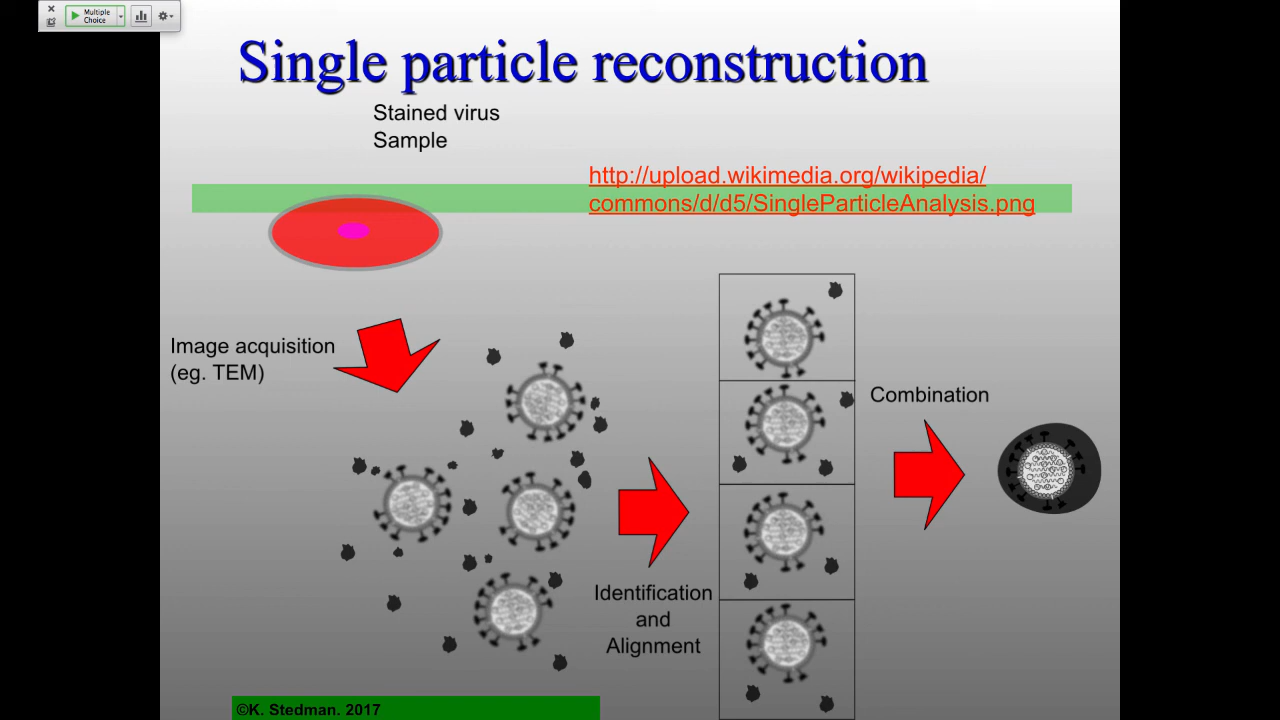 Multiple
Choice
Single particle reconstruction
Stained virus
Sample
http://upload.wikimedia.org/wikipedia/
commons/d/d5/SingleParticleAnalysis.png
Image acquisition
(eg. TEM)
Combination
Identification
and
Alignment
©K. Stedman. 2017